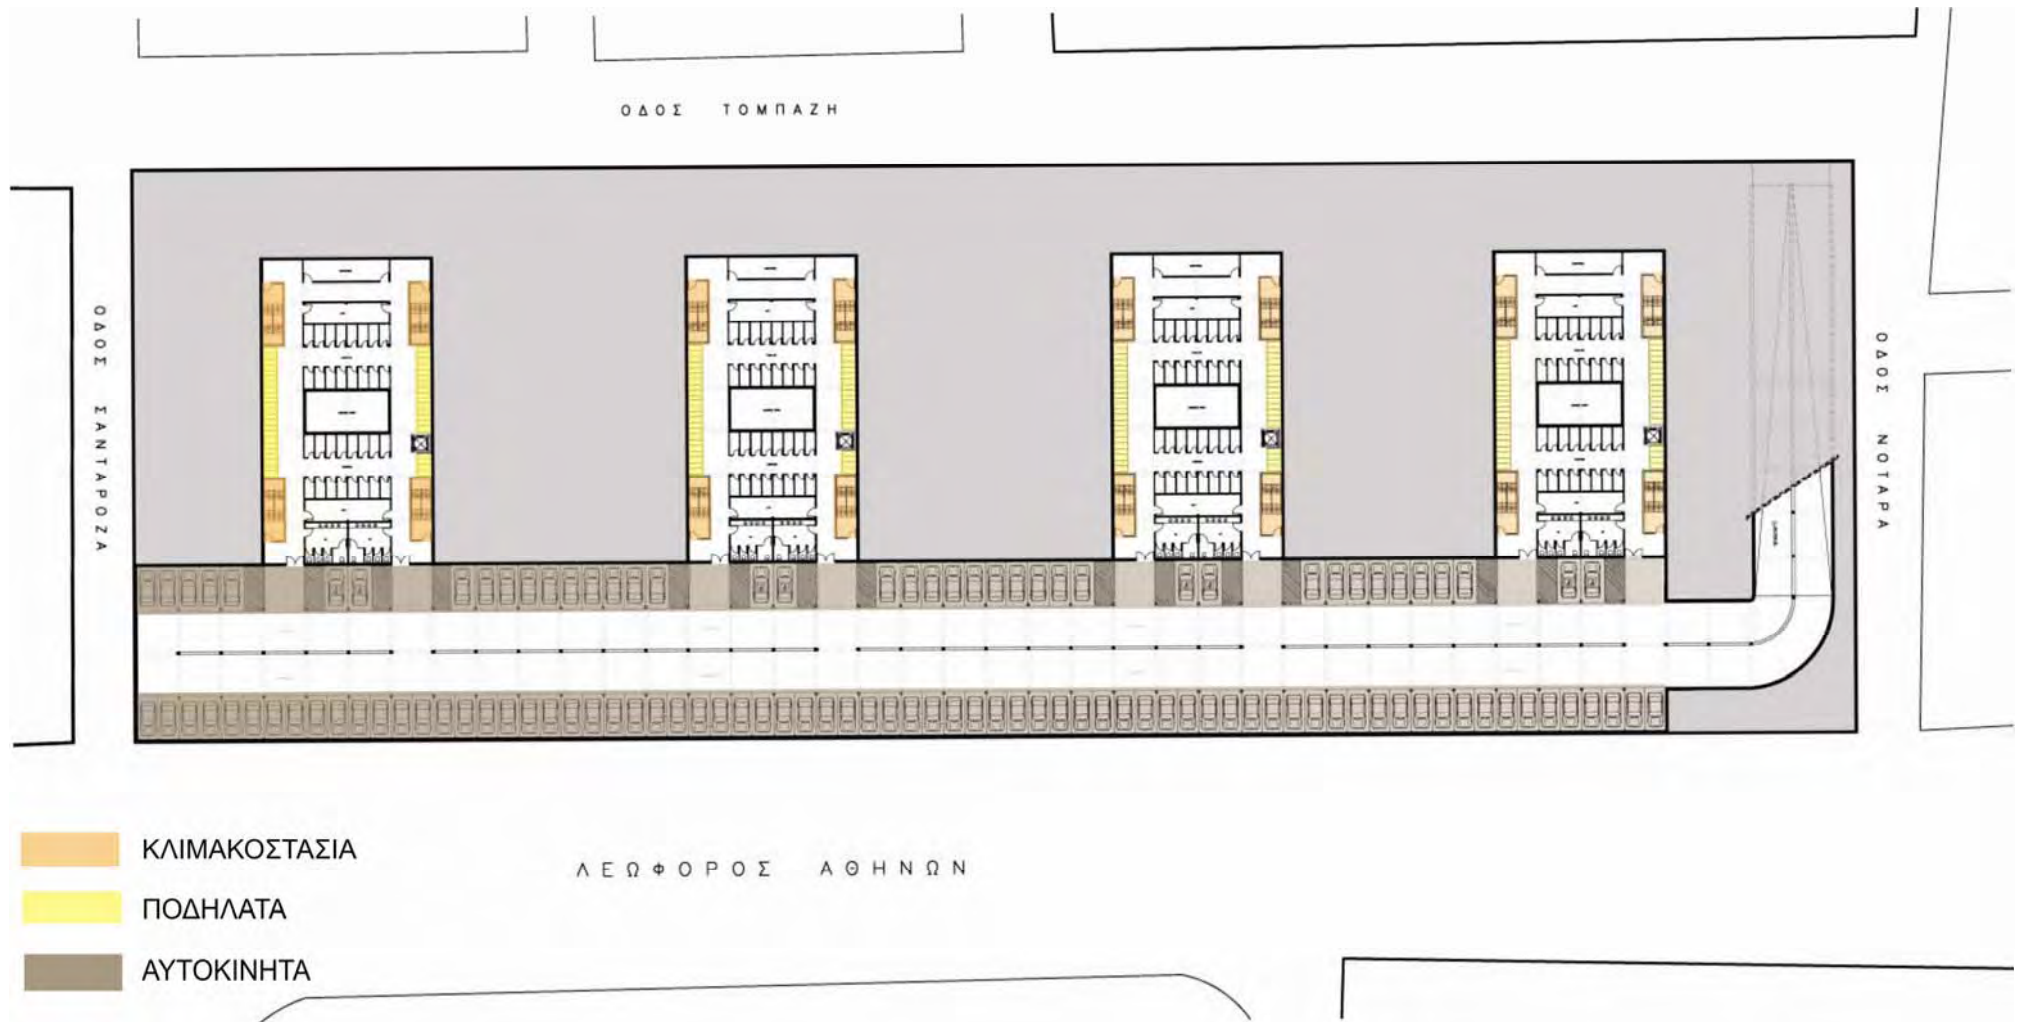 ΟΔΟΣ ΤΟΜΠΑΖΗ
ΟΔΟΣ ΣΑΝΤΑΡΟΖΑ
ΟΔΟΣ ΝΟΤΑΡΑ
ΛΕΩΦΟΡΟΣ ΑΘΗΝΩΝ
ΚΛΙΜΑΚΟΣΤΑΣΙΑ
ΠΟΔΗΛΑΤΑ
ΑΥΤΟΚΙΝΗΤΑ